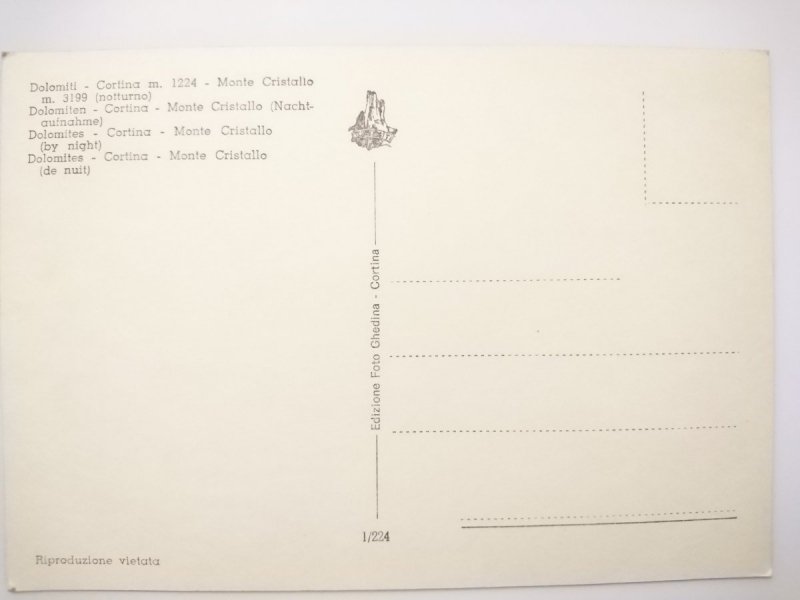 Dolomiti - Cortina m. 1224 - Monte Cristallo
m. 3199 (notturno)
Dolomiten - Cortina - Monte Cristallo (Nacht-
aufnahme)
Dolomites - Cortina - Monte Cristallo
(by night)
Dolomites - Cortina - Monte Cristallo
(de nuit)
Edizione Foto Ghedina - Cortina
1/224
Riproduzione vietata